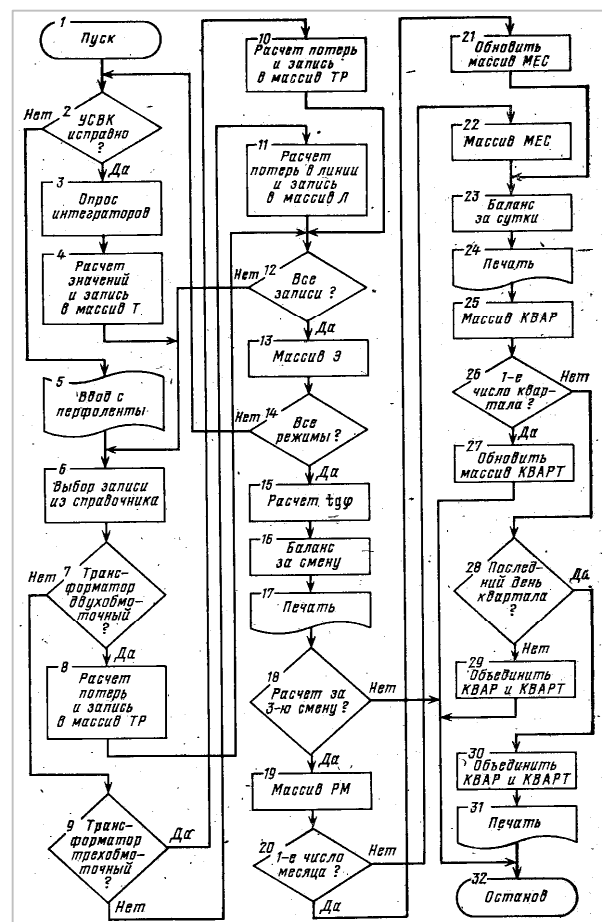 1
Пуск
Нет
2
УСВК
исправно
?
Да
3
Опрос
интеграторов
4
Расчет
значений
и запись
в массив Т
5
Ввод с
перфоленты
6
Выбор записи
из справочника
Нет
7
Транс-
форматор
двухобмо-
точный
?
Да
8
Расчет
потерь
и запись
в массив ТР
9
Транс-
форматор
трехобмо-
точный
?
Да
Нет
10
Расчет потерь
и запись
в массив ТР
11
Расчет
потерь в линии
и запись
в массив Л
Нет
12
Все
записи ?
Да
13
Массив Э
Нет
14
Все
режимы?
Да
15
Расчет tgφ
16
Баланс
за смену
17
Печать
18
Расчет за
3-ю смену?
Нет
Да
19
Массив РМ
20
1-е число
месяца ?
Нет
Да
21
Обновить
массив МЕС
22
Массив МЕС
23
Баланс
за сутки
24
Печать
25
Массив КВАР
26
1-е
число квар-
тала ?
Нет
Да
27
Обновить
массив КВАРТ
28
Послед-
ний день
квартала
?
Да
Нет
29
Объединить
КВАР и КВАРТ
30
Объединить
КВАР и КВАРТ
31
Печать
32
Останов